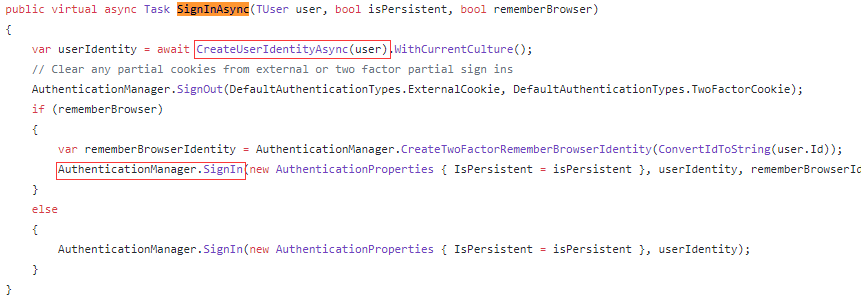 public virtual async Task SignInAsync(TUser user, bool isPersistent, bool rememberBrowser)
{
var userIdentity = await CreateUserIdentityAsync(user).WithCurrentCulture();
// Clear any partial cookies from external or two factor partial sign ins
AuthenticationManager.SignOut(DefaultAuthenticationTypes.ExternalCookie, DefaultAuthenticationTypes.TwoFactorCookie);
if (rememberBrowser)
{
var rememberBrowserIdentity = AuthenticationManager.CreateTwoFactorRememberBrowserIdentity(ConvertIdToString(user.Id));
AuthenticationManager.SignIn(new AuthenticationProperties { IsPersistent = isPersistent }, userIdentity, rememberBrowserId
}
else
{
AuthenticationManager.SignIn(new AuthenticationProperties { IsPersistent = isPersistent }, userIdentity);
}
}